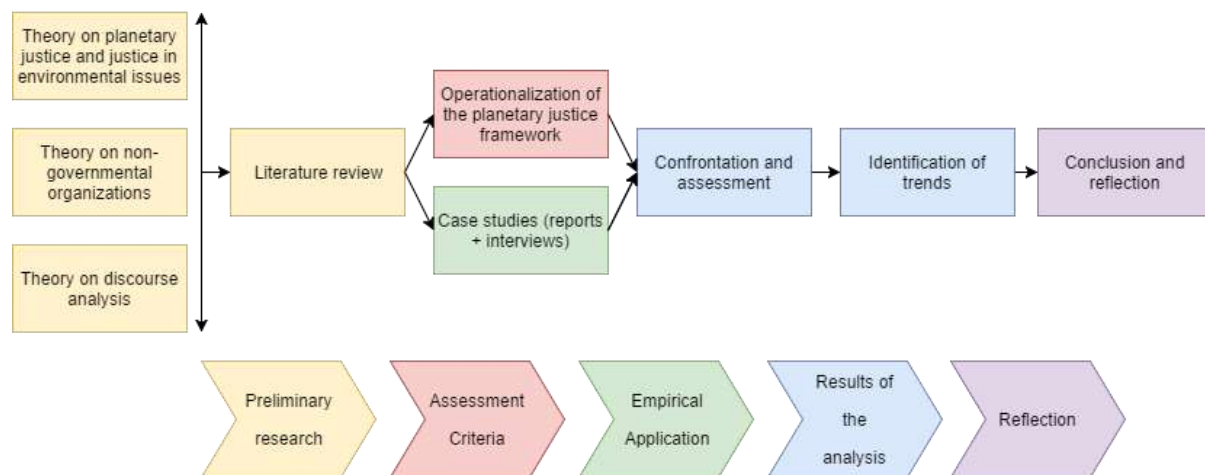 Theory on planetary
justice and justice in
environmental issues
Theory on non-
governmental
organizations
Theory on discourse
analysis
Literature review
Operationalization of
the planetary justice
framework
Case studies (reports
+ interviews)
Confrontation and
assessment
Identification of
trends
Conclusion and
reflection
Preliminary
research
Assessment
Criteria
Empirical
Application
Results of
the
analysis
Reflection